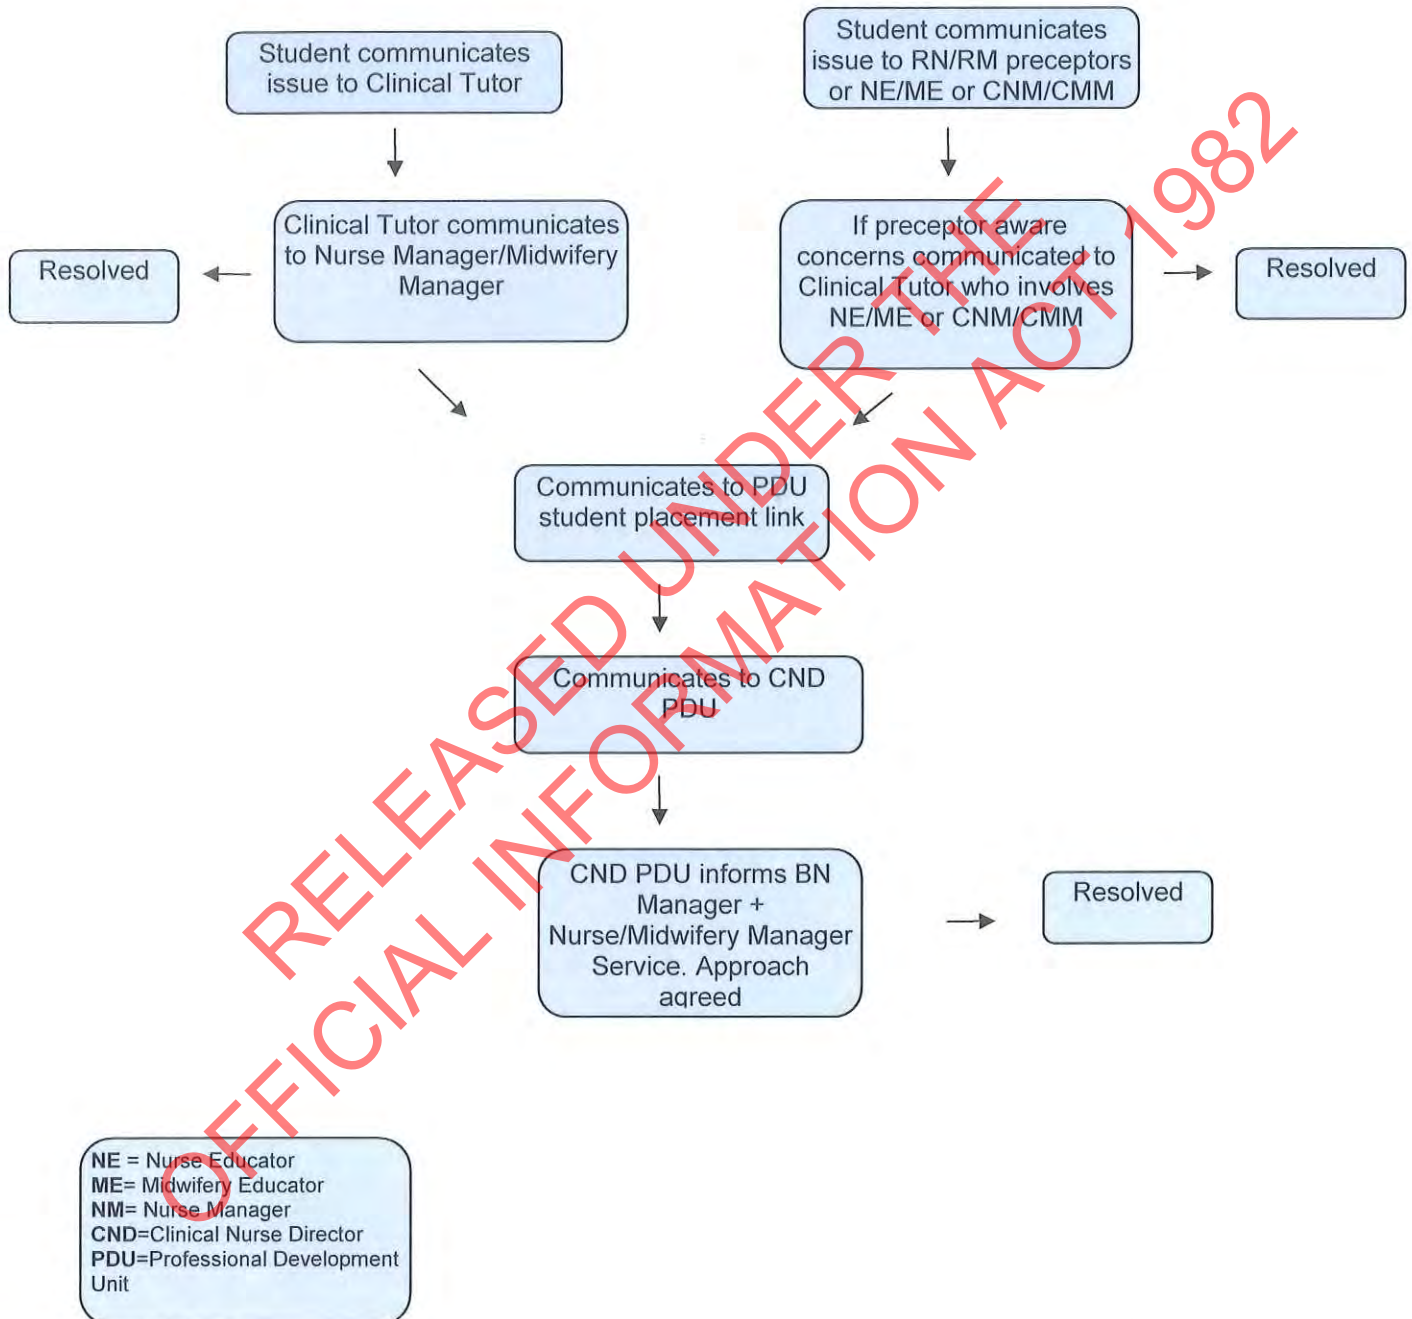 Student communicates
issue to Clinical Tutor
Student communicates
issue to RN/RM preceptors
or NE/ME or CNM/CMM
Resolved
Clinical Tutor communicates
to Nurse Manager/Midwifery
Manager
If preceptor aware
concerns communicated to
Clinical Tutor who involves
NE/ME or CNM/CMM
Resolved
Communicates to PDU
student placement link
Communicates to CND
PDU
CND PDU informs BN
Manager +
Nurse/Midwifery Manager
Service. Approach
agreed
Resolved
NE = Nurse Educator
ME= Midwifery Educator
NM= Nurse Manager
CND=Clinical Nurse Director
PDU=Professional Development
Unit
RELEASED UNDER THE
OFFICIAL INFORMATION ACT 1982